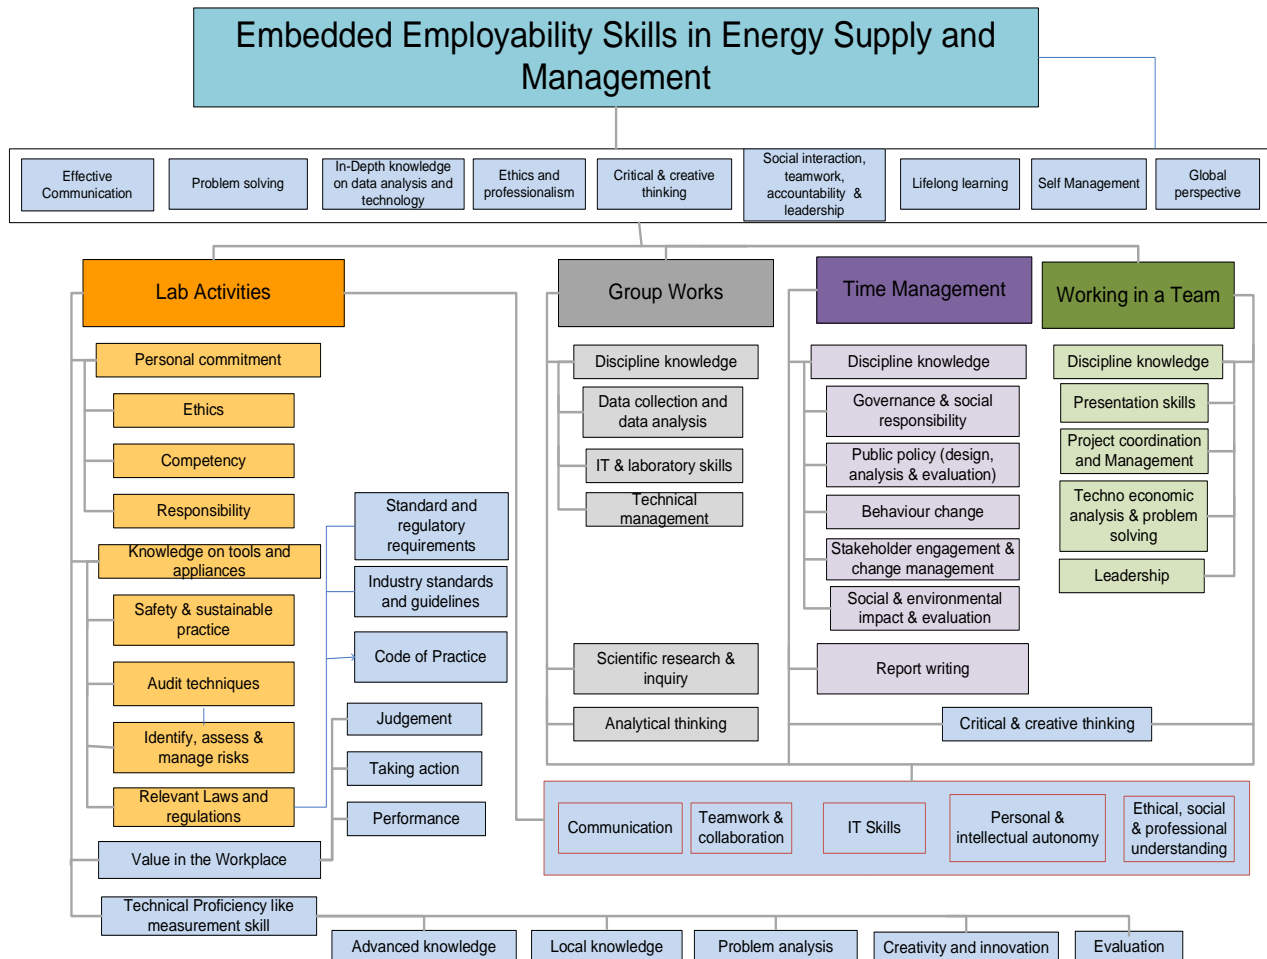 Embedded Employability Skills in Energy Supply and
Management
Effective
Communication
Problem solving
In-Depth knowledge
on data analysis and
technology
Ethics and
professionalism
Critical & creative
thinking
Social interaction,
teamwork,
accountability &
leadership
Lifelong learning
Self Management
Global
perspective
Lab Activities
Personal commitment
Ethics
Competency
Responsibility
Knowledge on tools and
appliances
Safety & sustainable
practice
Audit techniques
Identify, assess &
manage risks
Relevant Laws and
regulations
Standard and
regulatory
requirements
Industry standards
and guidelines
Code of Practice
Value in the Workplace
Judgement
Taking action
Performance
Technical Proficiency like
measurement skill
Advanced knowledge
Local knowledge
Problem analysis
Creativity and innovation
Evaluation
Group Works
Discipline knowledge
Data collection and
data analysis
IT & laboratory skills
Technical
management
Scientific research &
inquiry
Analytical thinking
Time Management
Discipline knowledge
Governance & social
responsibility
Public policy (design,
analysis & evaluation)
Behaviour change
Stakeholder engagement &
change management
Social & environmental
impact & evaluation
Report writing
Working in a Team
Discipline knowledge
Presentation skills
Project coordination
and Management
Techno economic
analysis & problem
solving
Leadership
Critical & creative thinking
Communication
Teamwork &
collaboration
IT Skills
Personal &
intellectual autonomy
Ethical, social
& professional
understanding